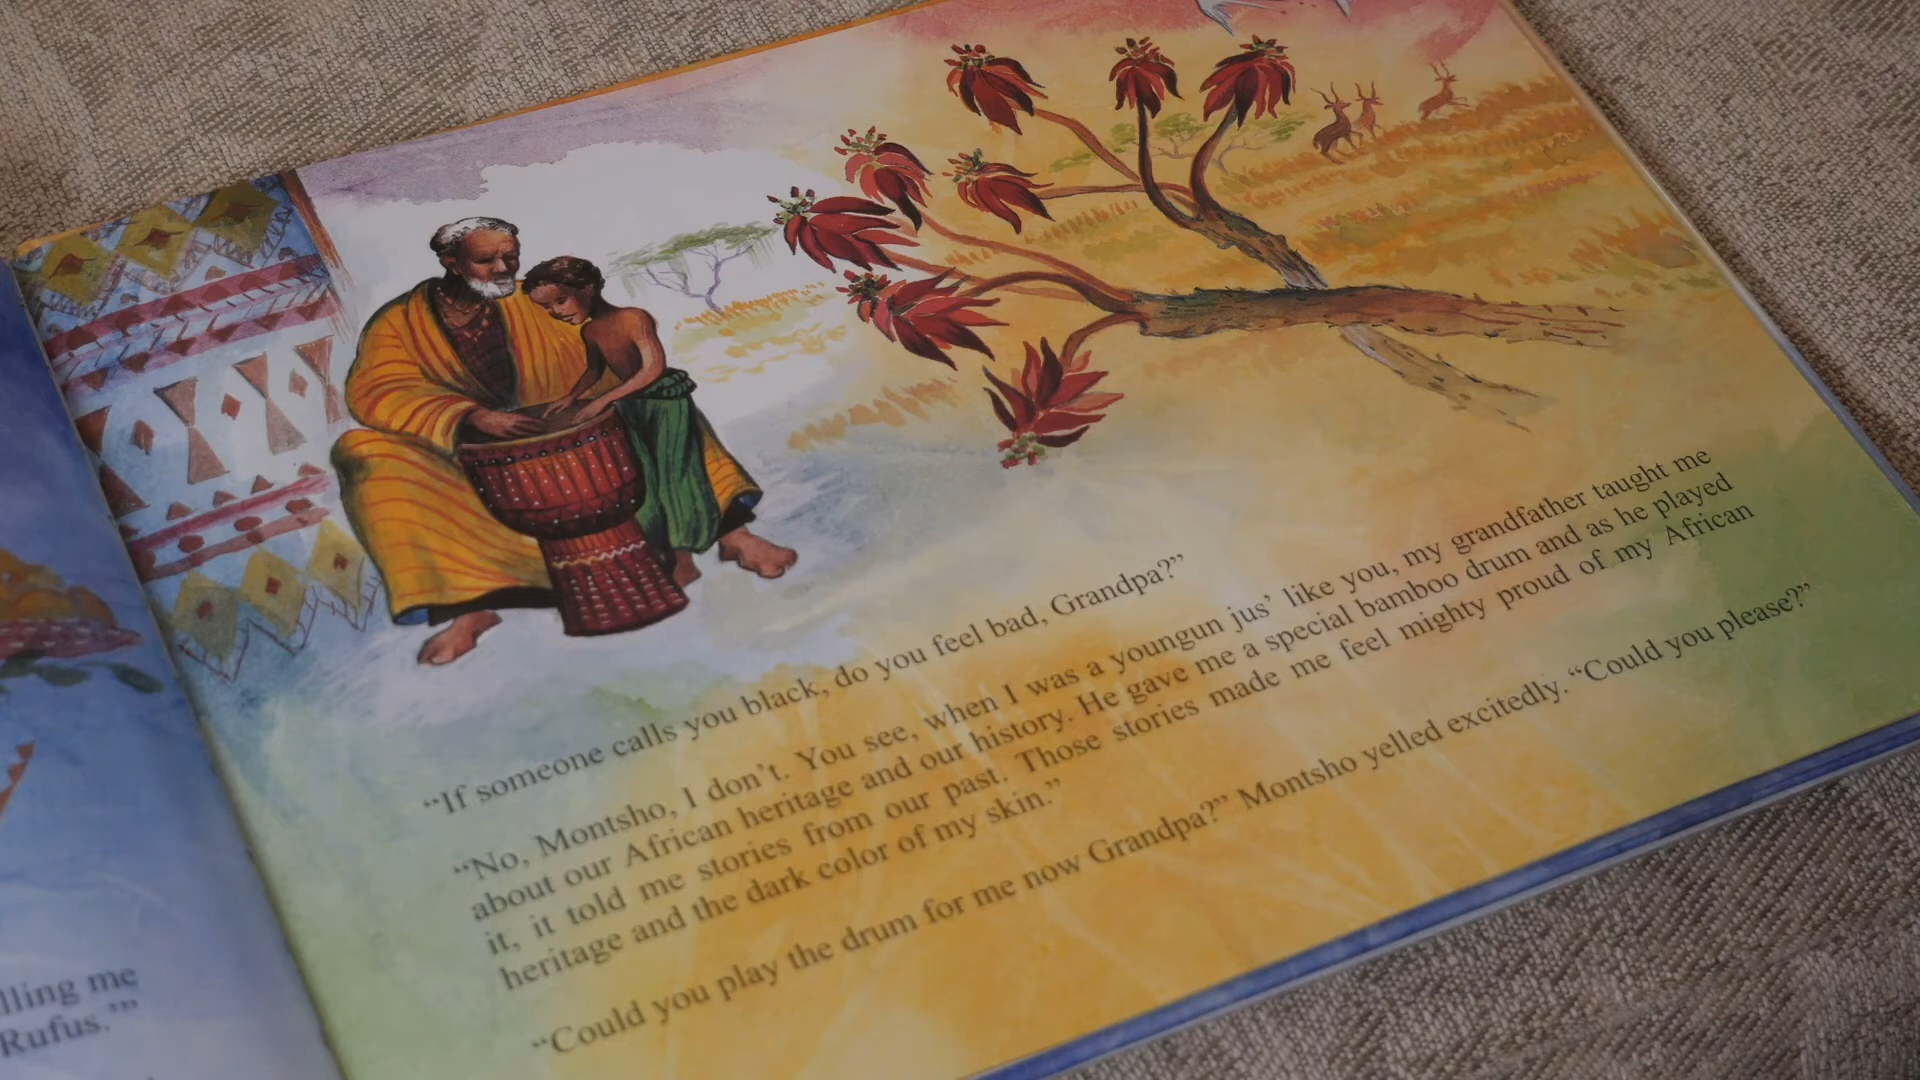 lling me
Rufus.'”
“If someone calls you black, do you feel bad, Grandpa?”
“No, Montsho, I don't. You see, when I was a youngun jus' like you, my grandfather taught me
about our African heritage and our history. He gave me a special bamboo drum and as he played
it, it told me stories from our past. Those stories made me feel mighty proud of my African
heritage and the dark color of my skin.”
“Could you play the drum for me now Grandpa?” Montsho yelled excitedly. “Could you please?”